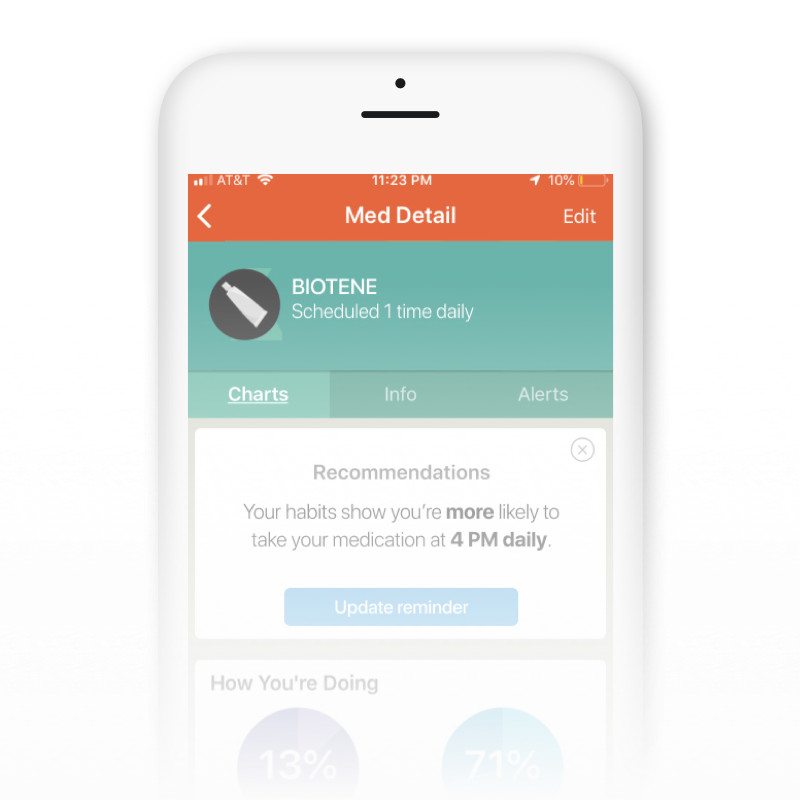 AT&T 11:23 PM 10%
Med Detail Edit
BIOTENE
Scheduled 1 time daily
Charts Info Alerts
Recommendations
Your habits show you’re more likely to
take your medication at 4 PM daily.
Update reminder
How You're Doing
13% 71%